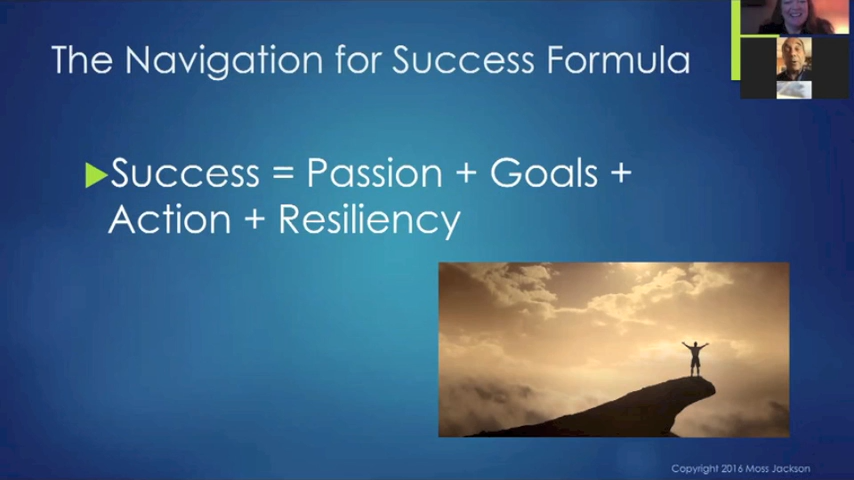 The Navigation for Success Formula
Success = Passion + Goals +
Action + Resiliency
Copyright 2016 Moss Jackson